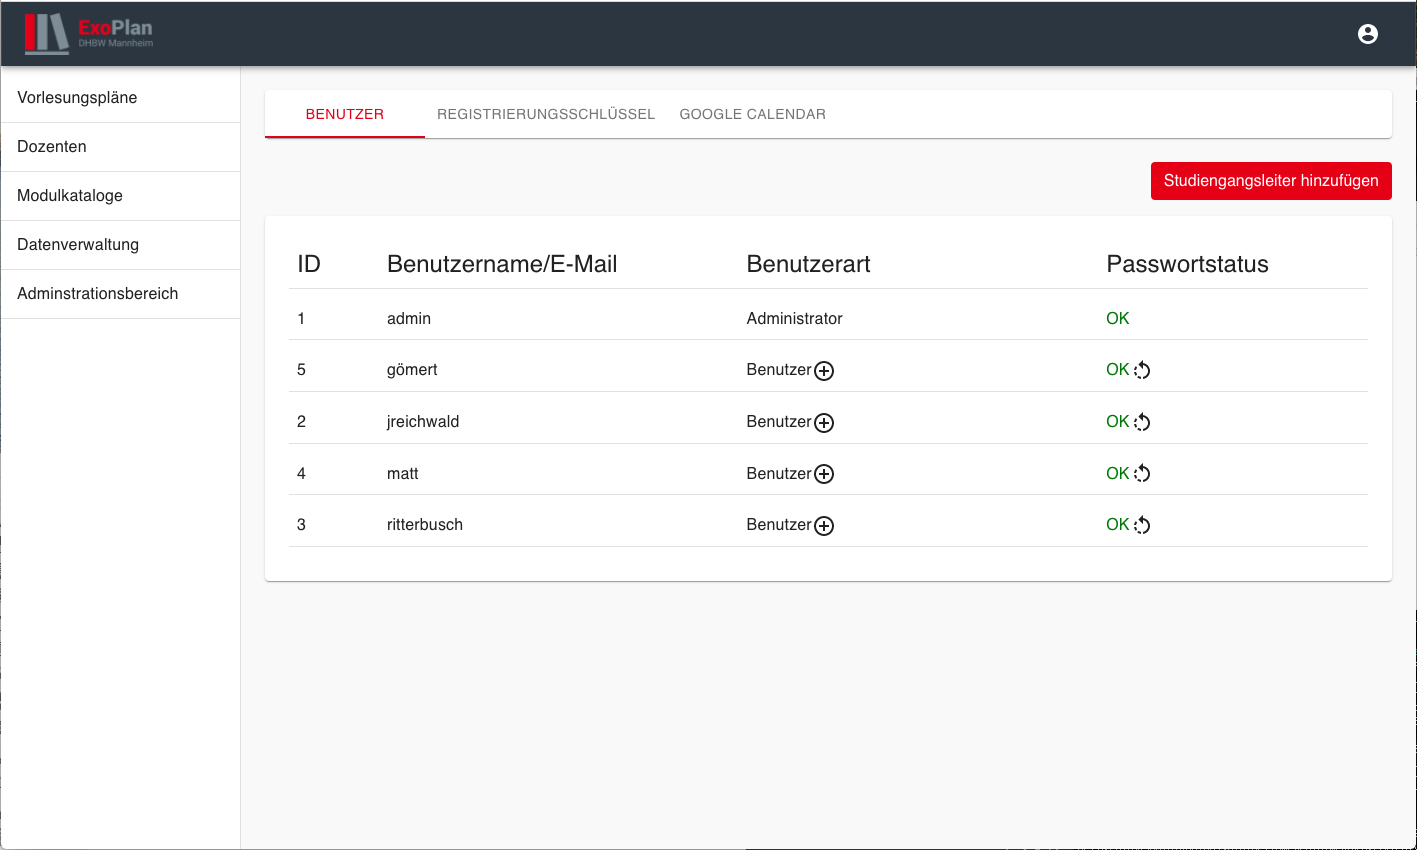 ExoPlan
DHBW Mannheim
Vorlesungspläne
Dozenten
Modulkataloge
Datenverwaltung
Adminstrationsbereich
BENUTZER REGISTRIERUNGSSCHLÜSSEL GOOGLE CALENDAR
Studiengangsleiter hinzufügen
ID Benutzername/E-Mail Benutzerart Passwortstatus
1 admin Administrator OK
5 gömert Benutzer OK
2 jreichwald Benutzer OK
4 matt Benutzer OK
3 ritterbusch Benutzer OK